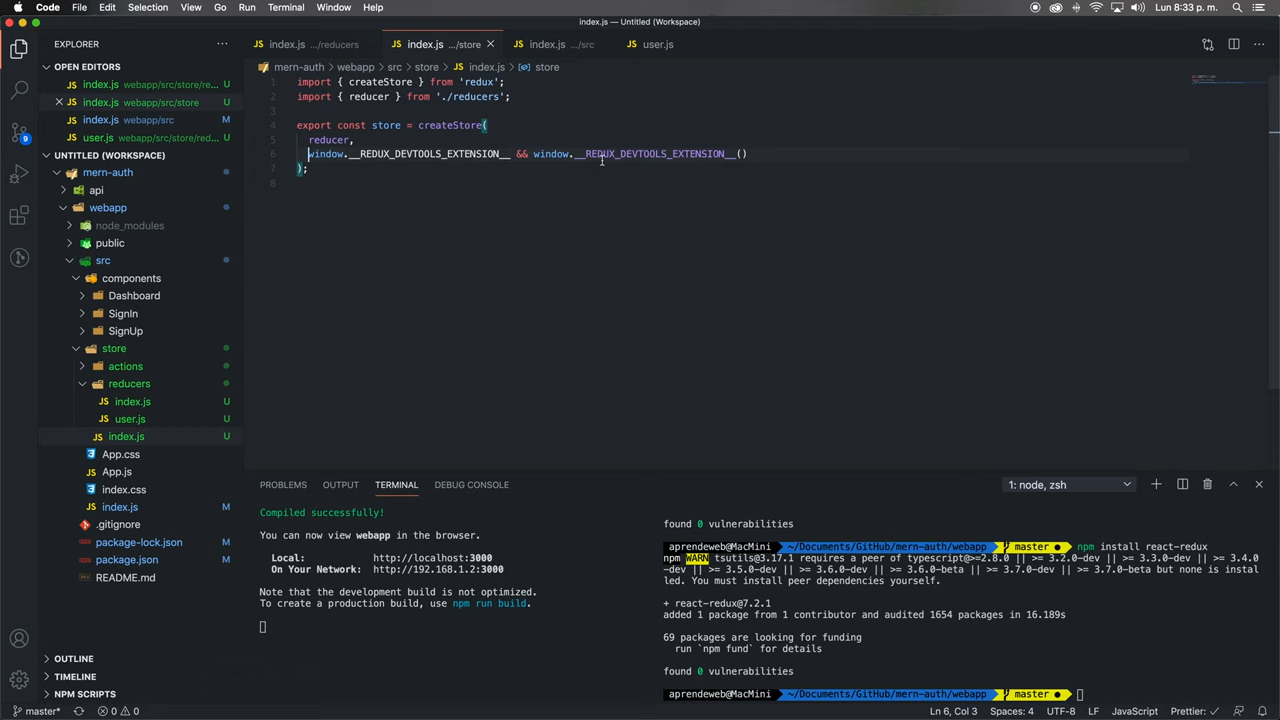 Code File Edit Selection View Go Run Terminal Window Help
Lun 8:33 p. m.
index.js — Untitled (Workspace)
EXPLORER
index.js .../reducers
index.js .../store
index.js .../src
user.js
OPEN EDITORS
mern-auth > webapp > src > store > index.js > store
index.js webapp/src/store/re... U
index.js webapp/src/store U
index.js webapp/src M
user.js webapp/src/store/red... U
1 import { createStore } from 'redux';
2 import { reducer } from './reducers';
3
4 export const store = createStore(
5 reducer,
6 window.__REDUX_DEVTOOLS_EXTENSION__ && window.__REDUX_DEVTOOLS_EXTENSION__()
7 );
8
9
UNTITLED (WORKSPACE)
mern-auth
api
webapp
node_modules
public
src
components
Dashboard
SignIn
SignUp
store
actions
reducers
index.js U
user.js U
index.js U
App.css
App.js
index.css
index.js M
.gitignore
package-lock.json M
package.json M
README.md
OUTLINE
TIMELINE
NPM SCRIPTS
PROBLEMS OUTPUT TERMINAL DEBUG CONSOLE
1: node, zsh
Compiled successfully!
You can now view webapp in the browser.
Local: http://localhost:3000
On Your Network: http://192.168.1.2:3000
Note that the development build is not optimized.
To create a production build, use npm run build.
found 0 vulnerabilities
aprendeweb@MacMini ~/Documents/GitHub/mern-auth/webapp master ● npm install react-redux
npm WARN tsutils@3.17.1 requires a peer of typescript@>=2.8.0 || >= 3.2.0-dev || >= 3.3.0-dev || >= 3.4.0
-dev || >= 3.5.0-dev || >= 3.6.0-dev || >= 3.6.0-beta || >= 3.7.0-dev || >= 3.7.0-beta but none is instal
led. You must install peer dependencies yourself.
+ react-redux@7.2.1
added 1 package from 1 contributor and audited 1654 packages in 16.189s
69 packages are looking for funding
run `npm fund` for details
found 0 vulnerabilities
aprendeweb@MacMini ~/Documents/GitHub/mern-auth/webapp master ●
master* 0 0
Ln 6, Col 3 Spaces: 4 UTF-8 LF JavaScript Prettier: ✓